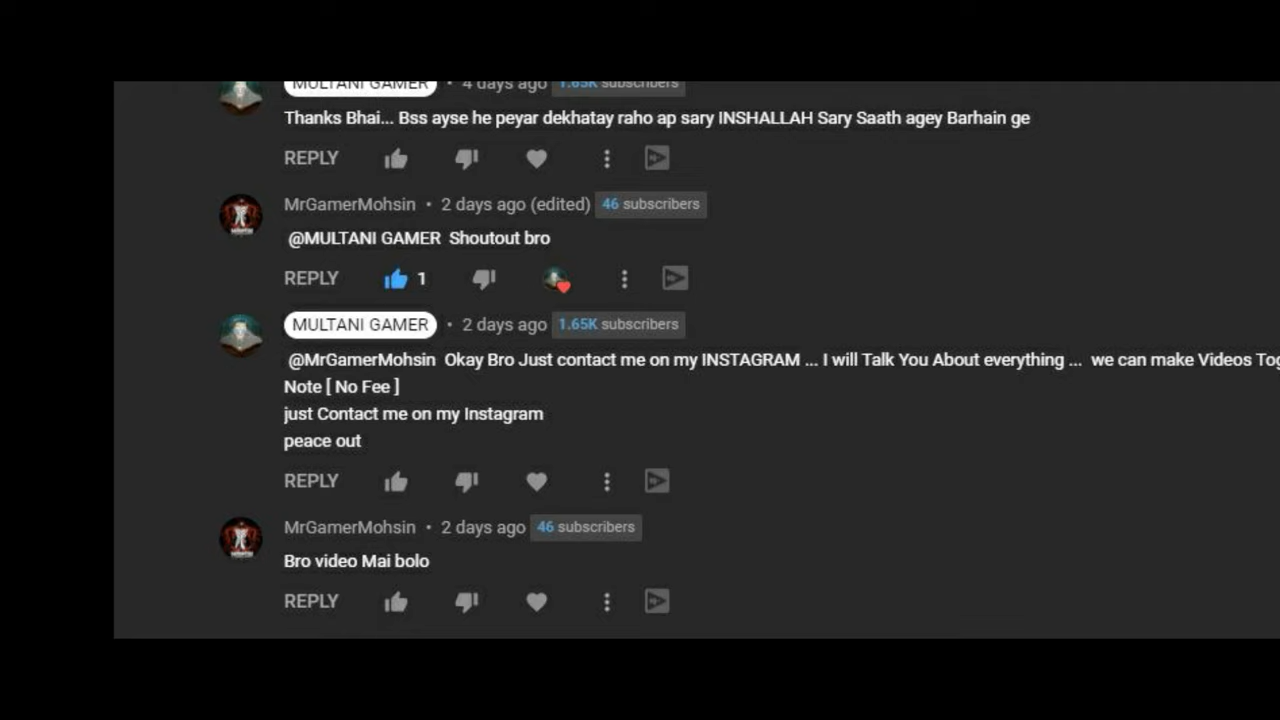 MULTANI GAMER • 4 days ago 1.65K subscribers
Thanks Bhai... Bss ayse he peyar dekhatay raho ap sary INSHALLAH Sary Saath agey Barhain ge
REPLY
MrGamerMohsin • 2 days ago (edited) 46 subscribers
@MULTANI GAMER Shoutout bro
REPLY 1
MULTANI GAMER • 2 days ago 1.65K subscribers
@MrGamerMohsin Okay Bro Just contact me on my INSTAGRAM ... I will Talk You About everything ... we can make Videos Tog
Note [ No Fee ]
just Contact me on my Instagram
peace out
REPLY
MrGamerMohsin • 2 days ago 46 subscribers
Bro video Mai bolo
REPLY